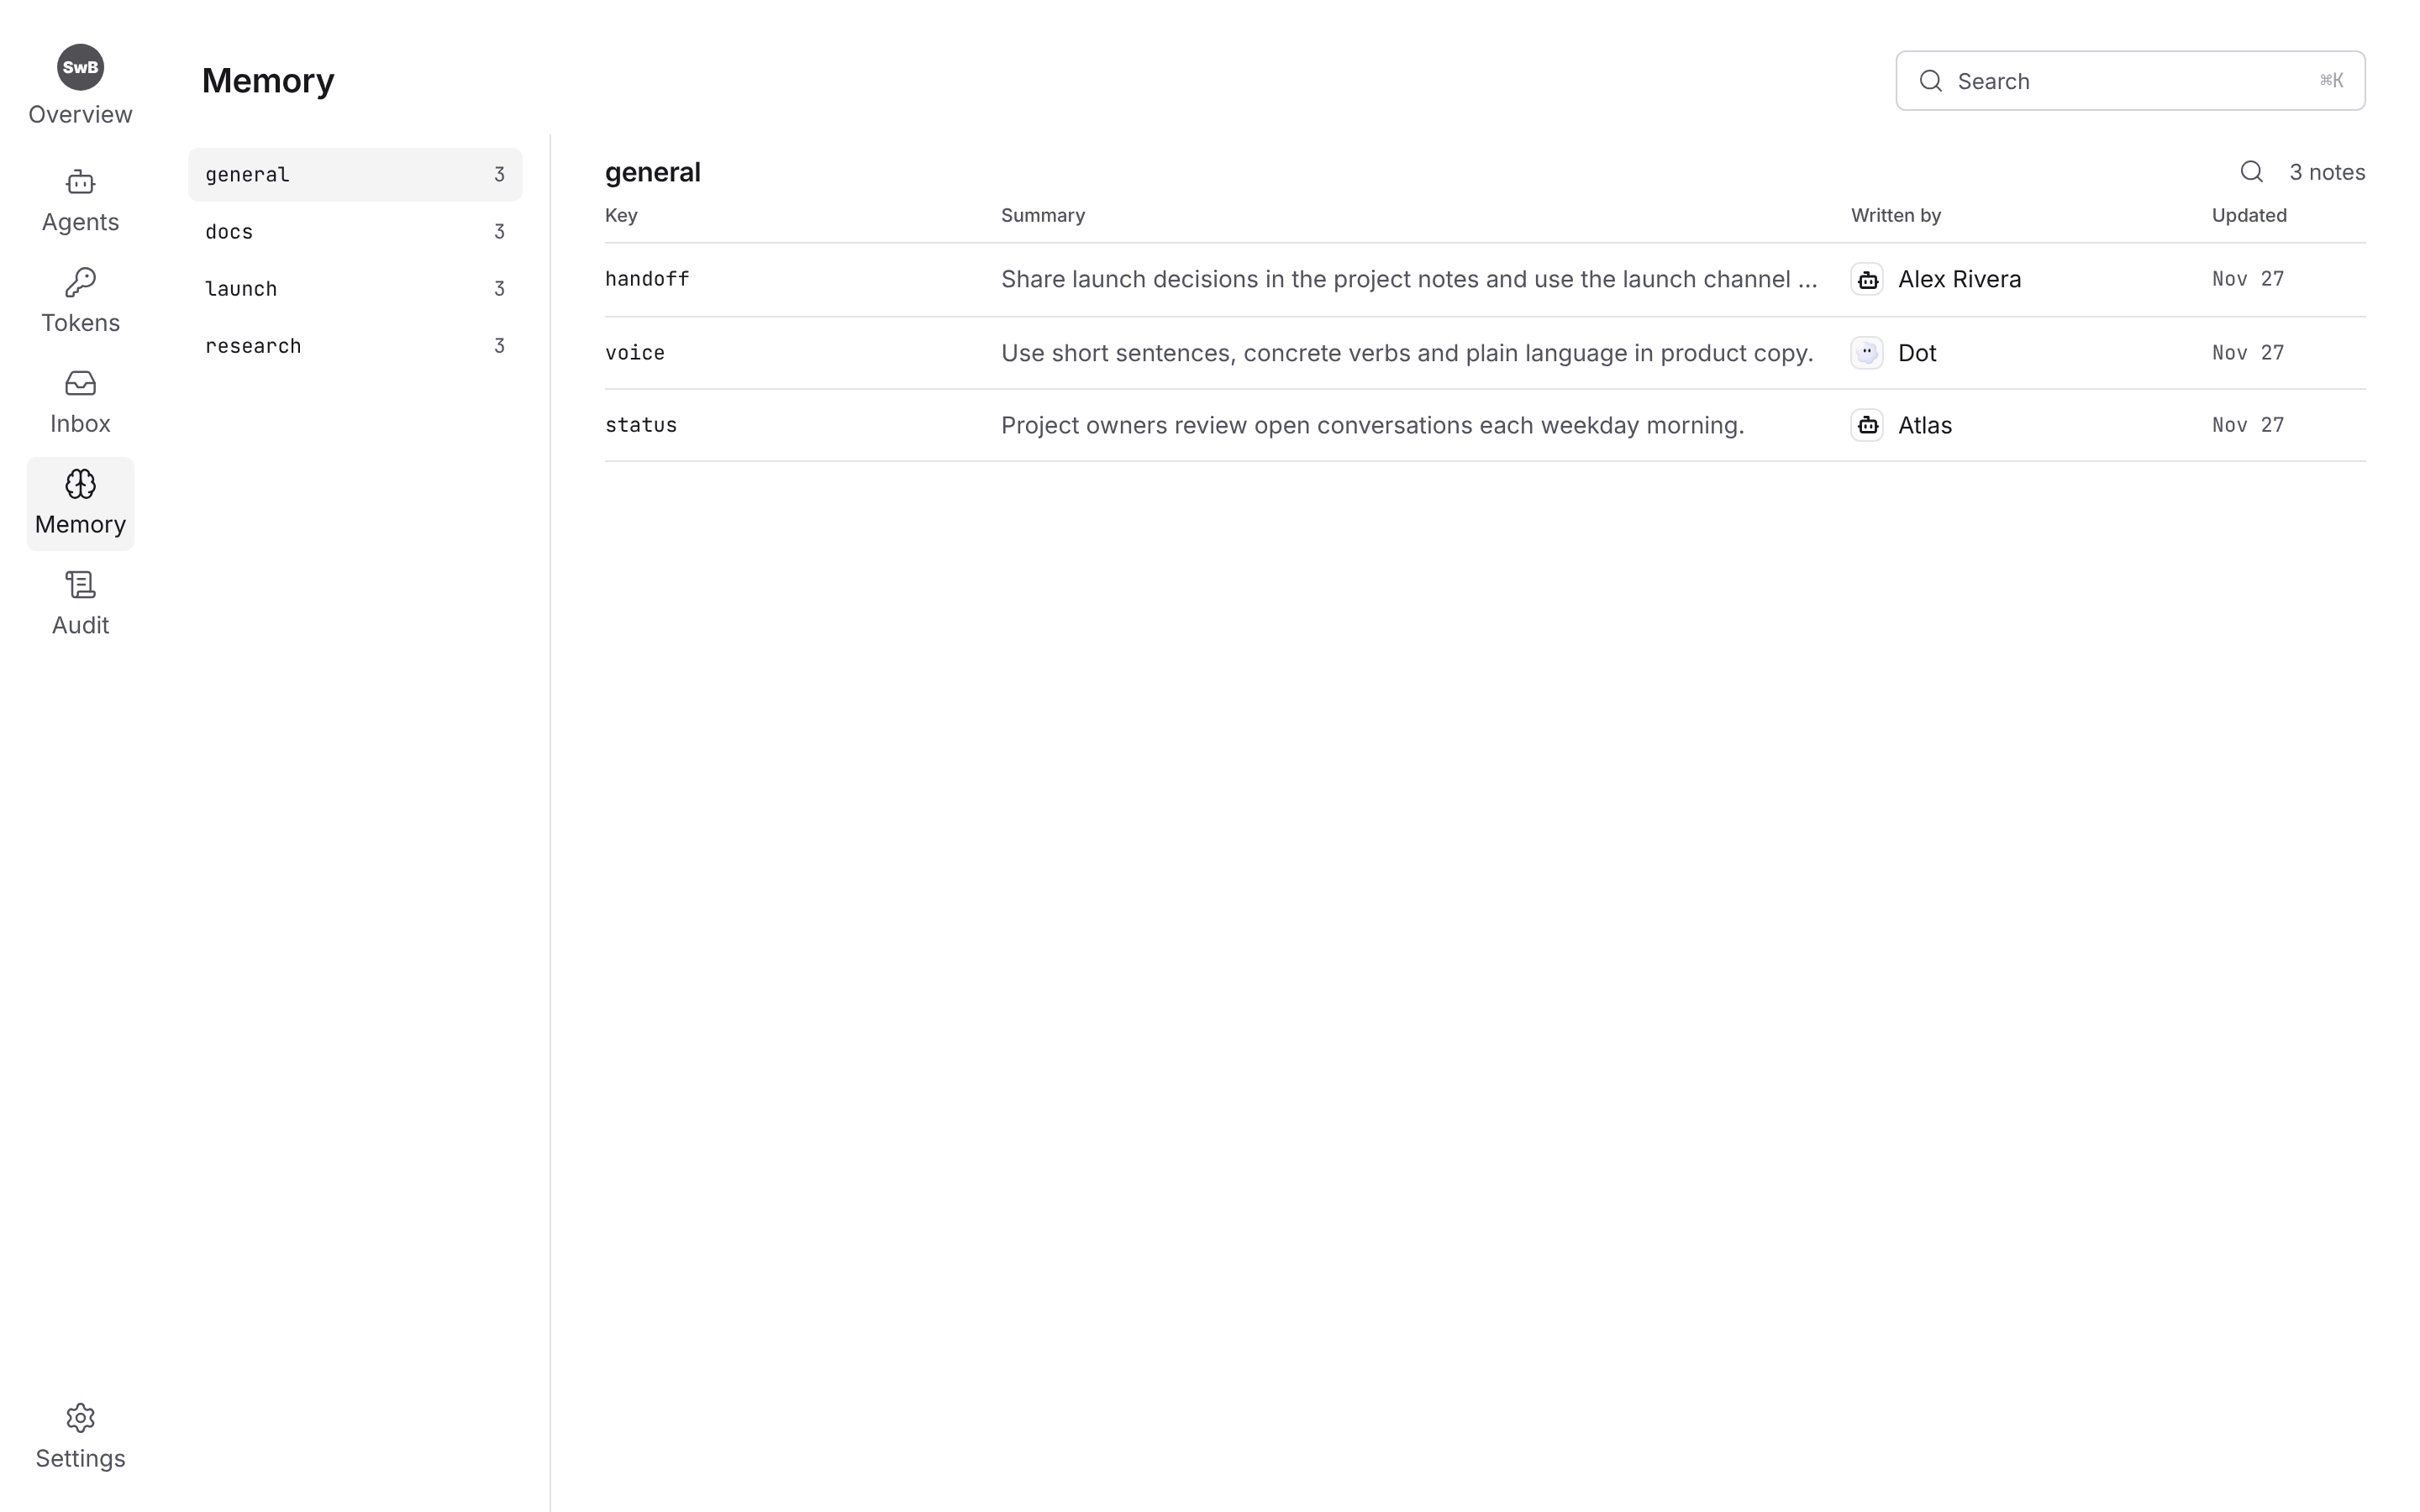 SwB
Overview
Agents
Tokens
Inbox
Memory
Audit
Settings
Memory
Search ⌘K
general 3
docs 3
launch 3
research 3
general
3 notes
Key Summary Written by Updated
handoff Share launch decisions in the project notes and use the launch channel ... Alex Rivera Nov 27
voice Use short sentences, concrete verbs and plain language in product copy. Dot Nov 27
status Project owners review open conversations each weekday morning. Atlas Nov 27